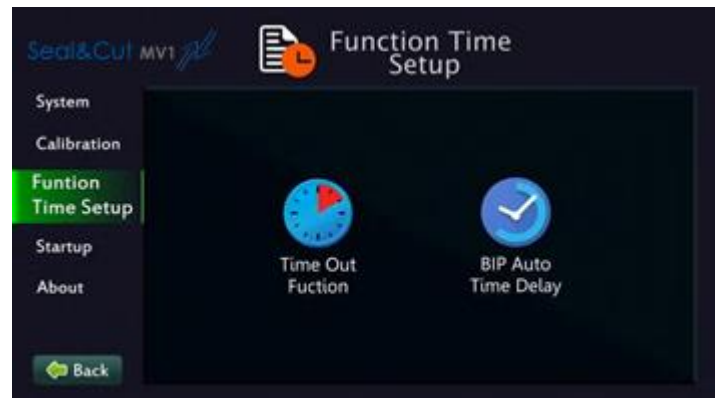 Seal&Cut MV1
Function Time
Setup
System
Calibration
Funtion
Time Setup
Startup
About
Time Out
Fuction
BIP Auto
Time Delay
Back